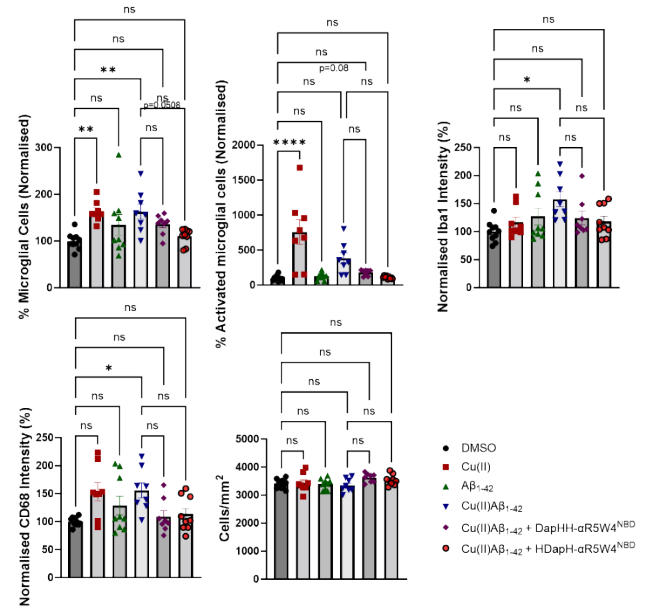 % Microglial Cells (Normalised)
ns
ns
**
ns ns
p=0.0508
** ns
300
200
100
0
% Activated microglial cells (Normalised)
ns
ns
p=0.08
ns ns
ns
**** ns
2000
1500
1000
500
0
Normalised Iba1 Intensity (%)
ns
ns
* ns
ns
ns ns
250
200
150
100
50
0
Normalised CD68 Intensity (%)
ns
ns
*
ns ns
ns ns
250
200
150
100
50
0
Cells/mm²
ns
ns
ns ns
ns
ns ns
5000
4000
3000
2000
1000
0
DMSO
Cu(II)
Aβ₁₋₄₂
Cu(II)Aβ₁₋₄₂
Cu(II)Aβ₁₋₄₂ + DapHH-αR5W4ᴺᴮᴰ
Cu(II)Aβ₁₋₄₂ + HDapH-αR5W4ᴺᴮᴰ